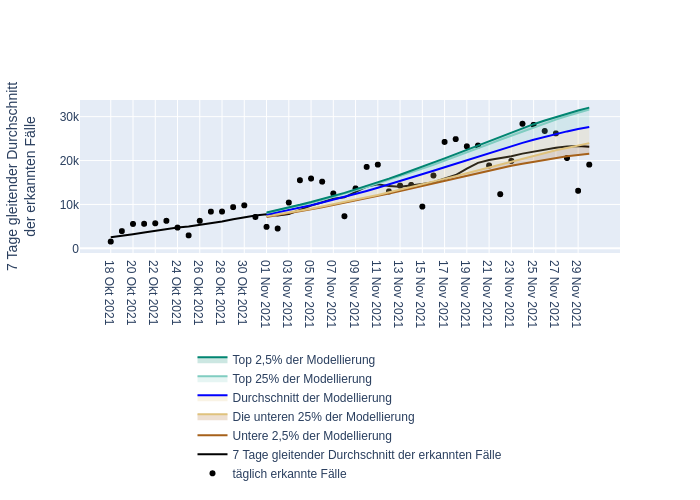 7 Tage gleitender Durchschnitt
der erkannten Fälle
30k
20k
10k
0
18 Okt 2021
20 Okt 2021
22 Okt 2021
24 Okt 2021
26 Okt 2021
28 Okt 2021
30 Okt 2021
01 Nov 2021
03 Nov 2021
05 Nov 2021
07 Nov 2021
09 Nov 2021
11 Nov 2021
13 Nov 2021
15 Nov 2021
17 Nov 2021
19 Nov 2021
21 Nov 2021
23 Nov 2021
25 Nov 2021
27 Nov 2021
29 Nov 2021
Top 2,5% der Modellierung
Top 25% der Modellierung
Durchschnitt der Modellierung
Die unteren 25% der Modellierung
Untere 2,5% der Modellierung
7 Tage gleitender Durchschnitt der erkannten Fälle
täglich erkannte Fälle